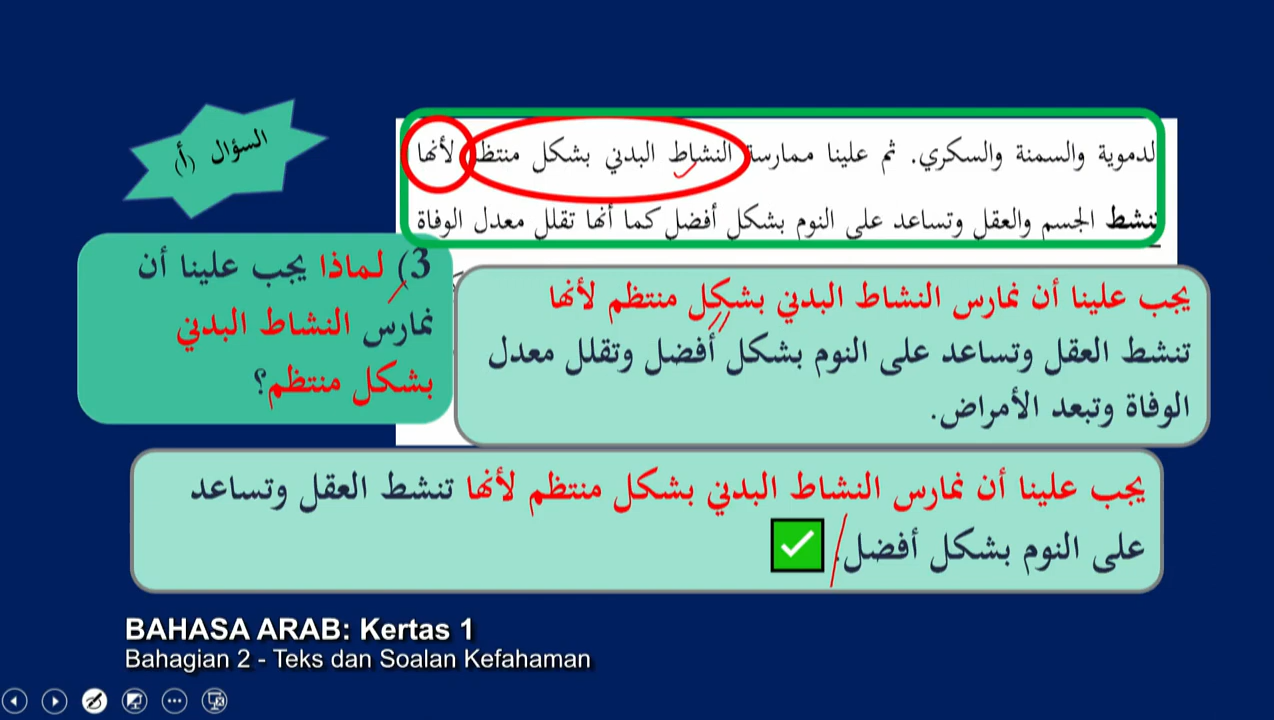 السؤال (أ)
لدموية والسمنة والسكري. ثم علينا ممارسة النشاط البدني بشكل منتظ لأنها
تنشط الجسم والعقل وتساعد على النوم بشكل أفضل كما أنها تقلل معدل الوفاة
3) لماذا يجب علينا أن
نمارس النشاط البدني
بشكل منتظم؟
يجب علينا أن نمارس النشاط البدني بشكل منتظم لأنها
تنشط العقل وتساعد على النوم بشكل أفضل وتقلل معدل
الوفاة وتبعد الأمراض.
يجب علينا أن نمارس النشاط البدني بشكل منتظم لأنها تنشط العقل وتساعد
على النوم بشكل أفضل.
BAHASA ARAB: Kertas 1
Bahagian 2 - Teks dan Soalan Kefahaman